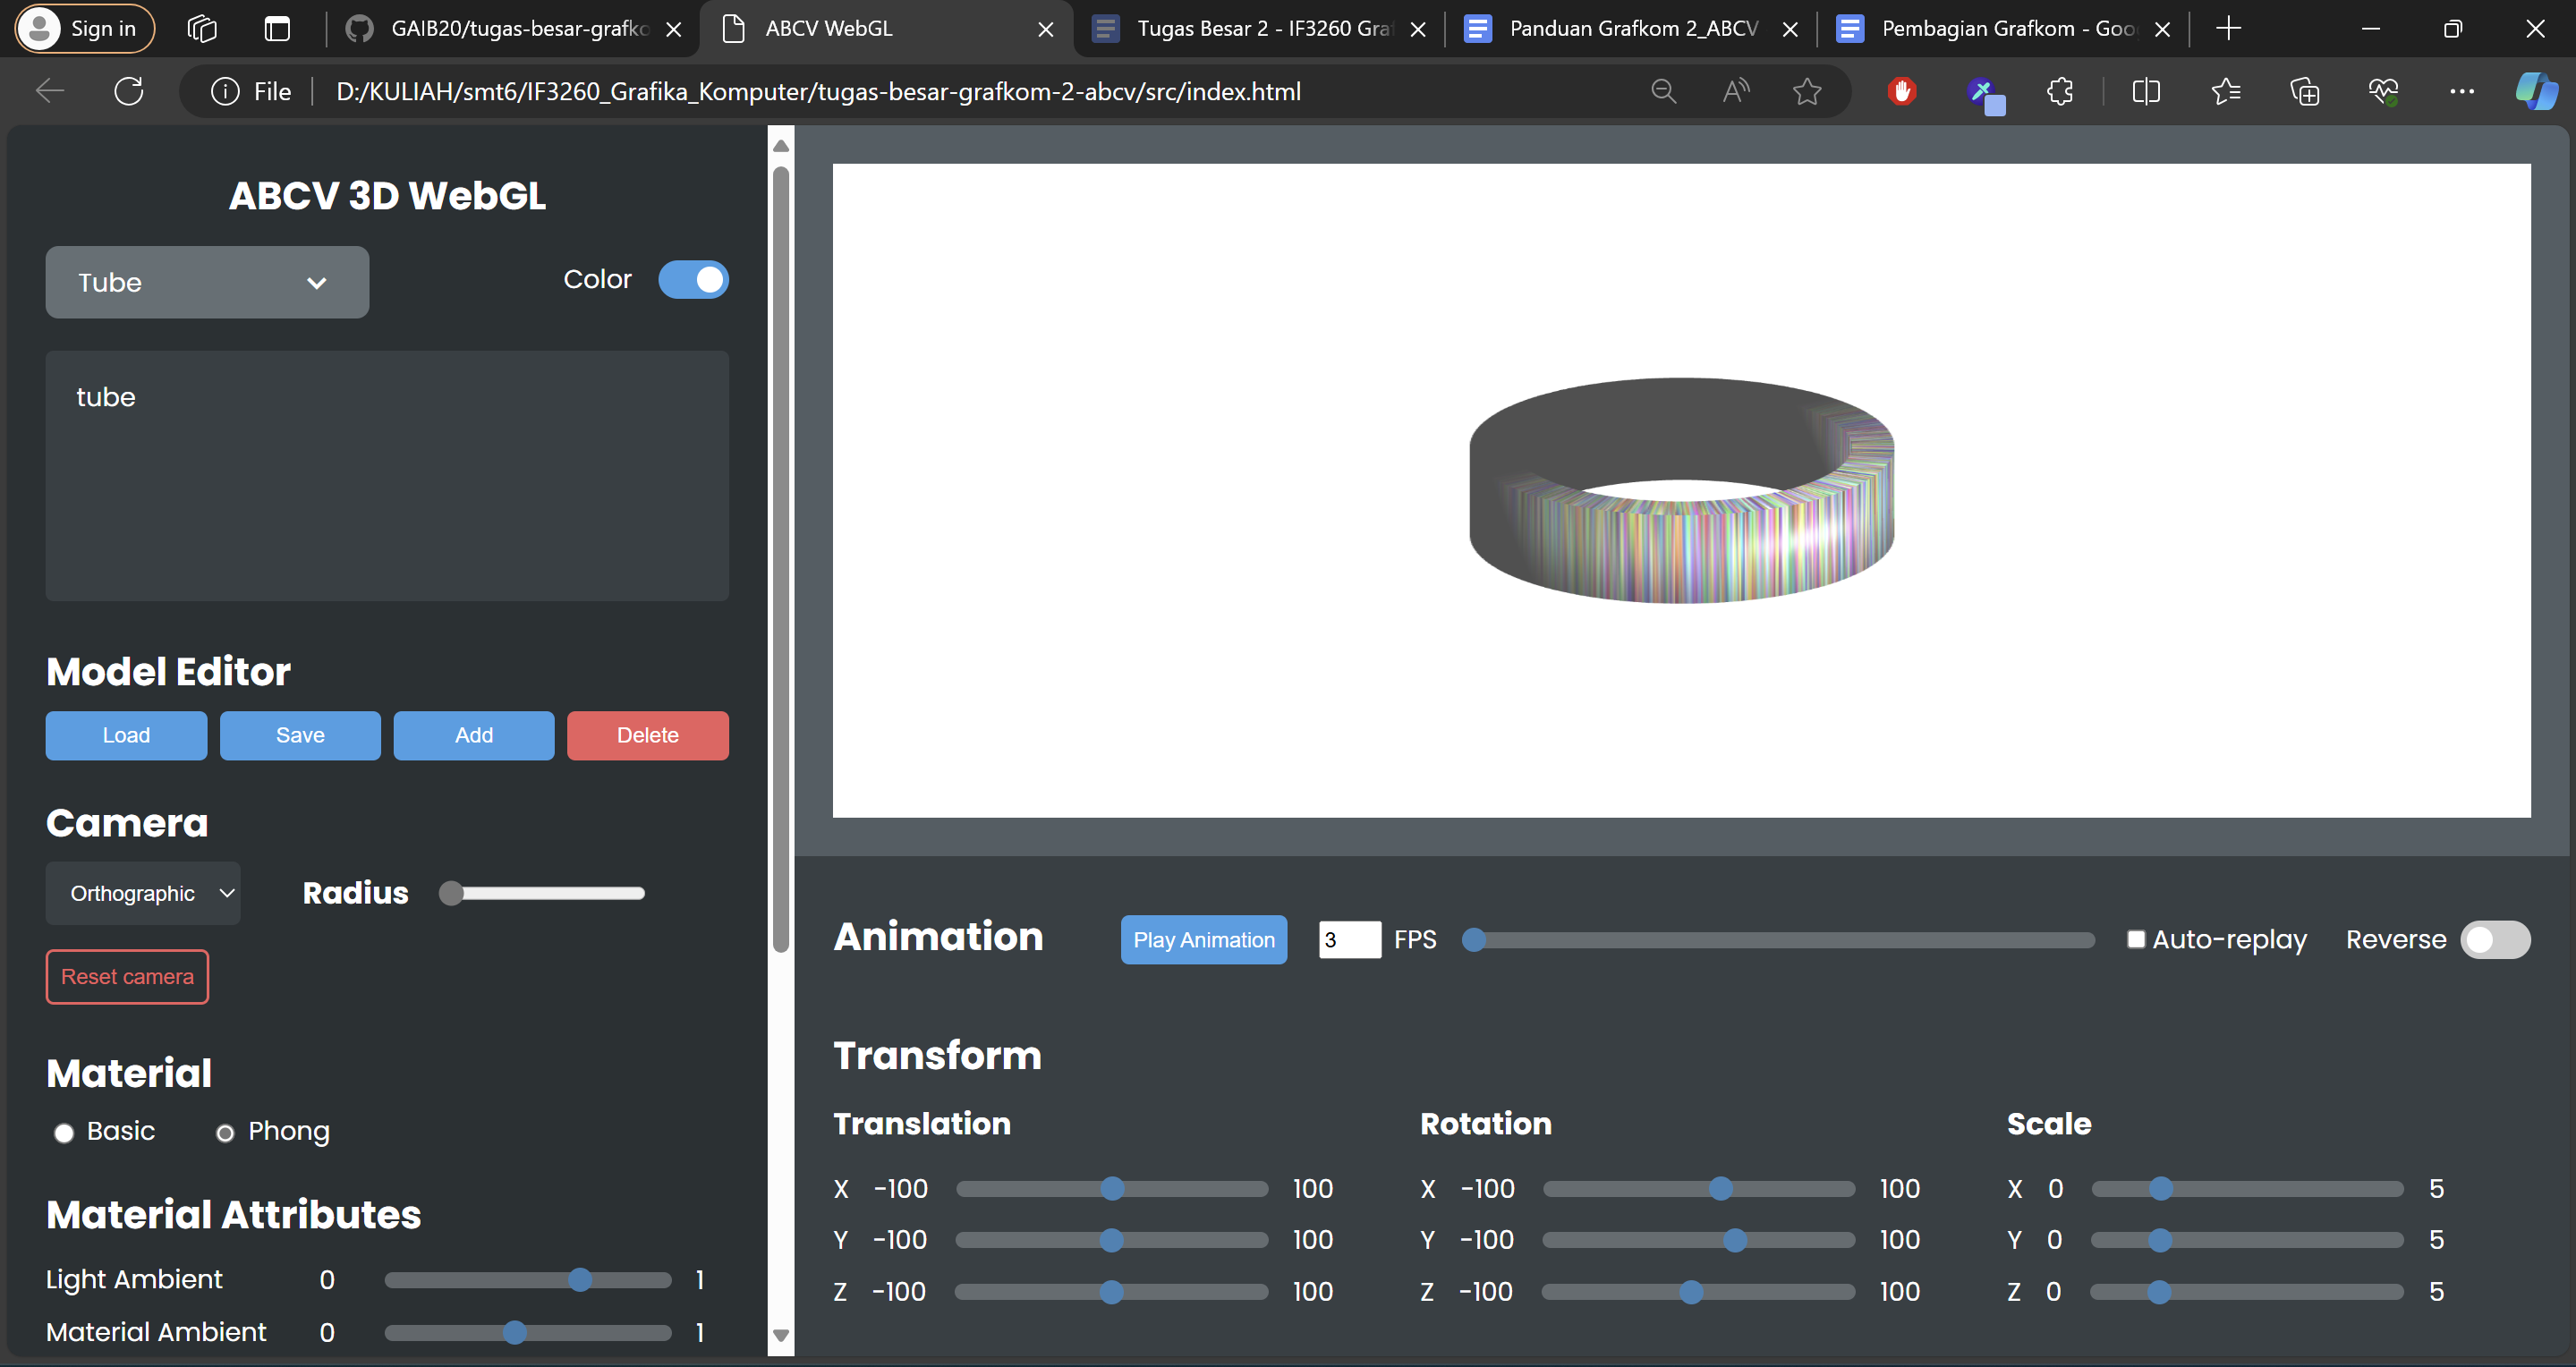 Sign in
GAIB20/tugas-besar-grafkc
ABCV WebGL
Tugas Besar 2 - IF3260 Gra
Panduan Grafkom 2_ABCV
Pembagian Grafkom - Goo
File
D:/KULIAH/smt6/IF3260_Grafika_Komputer/tugas-besar-grafkom-2-abcv/src/index.html
ABCV 3D WebGL
Tube
Color
tube
Model Editor
Load Save Add Delete
Camera
Orthographic Radius
Reset camera
Material
Basic Phong
Material Attributes
Light Ambient 0 1
Material Ambient 0 1
Animation Play Animation 3 FPS Auto-replay Reverse
Transform
Translation Rotation Scale
X -100 100 X -100 100 X 0 5
Y -100 100 Y -100 100 Y 0 5
Z -100 100 Z -100 100 Z 0 5